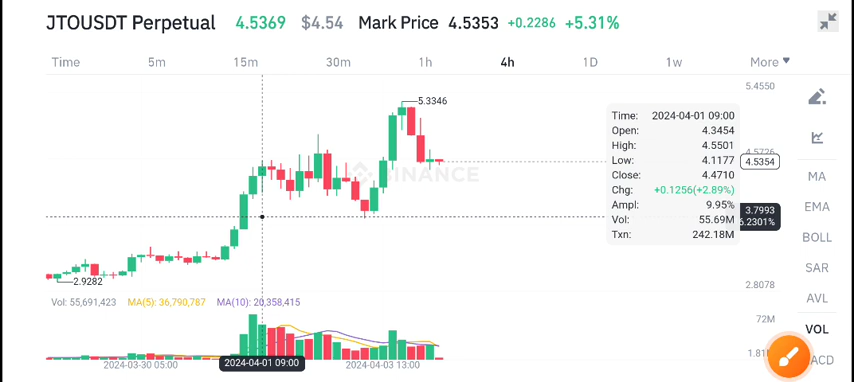 JTOUSDT Perpetual 4.5369 $4.54 Mark Price 4.5353 +0.2286 +5.31%
Time 5m 15m 30m 1h 4h 1D 1w More
5.4550
5.3346
Time: 2024-04-01 09:00
Open: 4.3454
High: 4.5501
Low: 4.1177
Close: 4.4710
Chg: +0.1256(+2.89%)
Ampl: 9.95%
Vol: 55.69M
Txn: 242.18M
4.5354
BINANCE
3.7993
6.2301%
2.9282
2.8078
Vol: 55,691,423 MA(5): 36,790,787 MA(10): 20,358,415
72M
2024-03-30 05:00 2024-04-01 09:00 2024-04-03 13:00
MA
EMA
BOLL
SAR
AVL
VOL